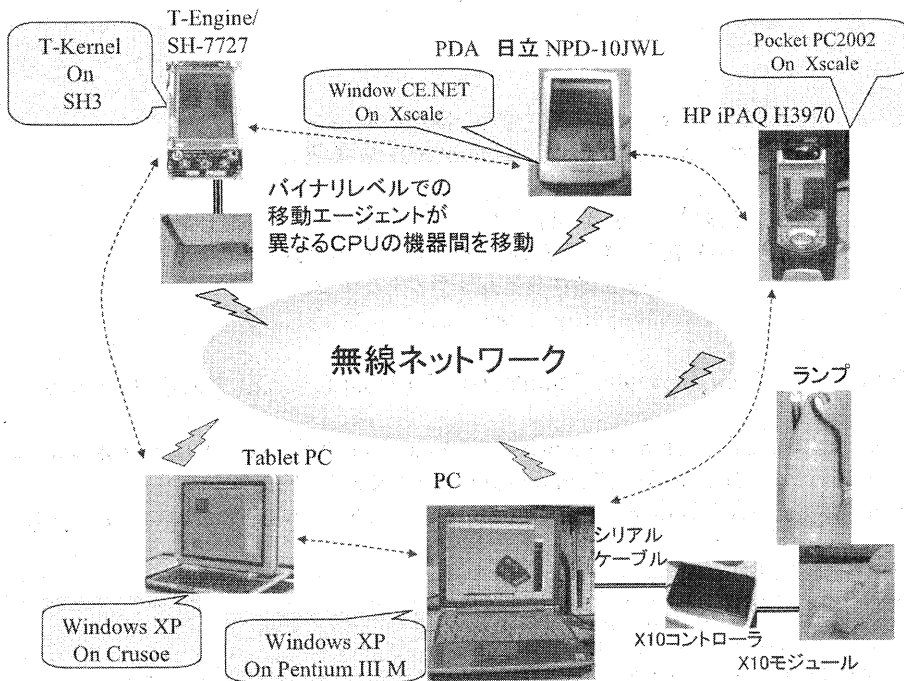 T-Engine/
SH-7727
T-Kernel
On
SH3
PDA 日立 NPD-10JWL
Window CE.NET
On Xscale
Pocket PC2002
On Xscale
HP iPAQ H3970
バイナリレベルでの
移動エージェントが
異なるCPUの機器間を移動
無線ネットワーク
ランプ
Tablet PC
PC
シリアル
ケーブル
Windows XP
On Crusoe
Windows XP
On Pentium III M
X10コントローラ
X10モジュール